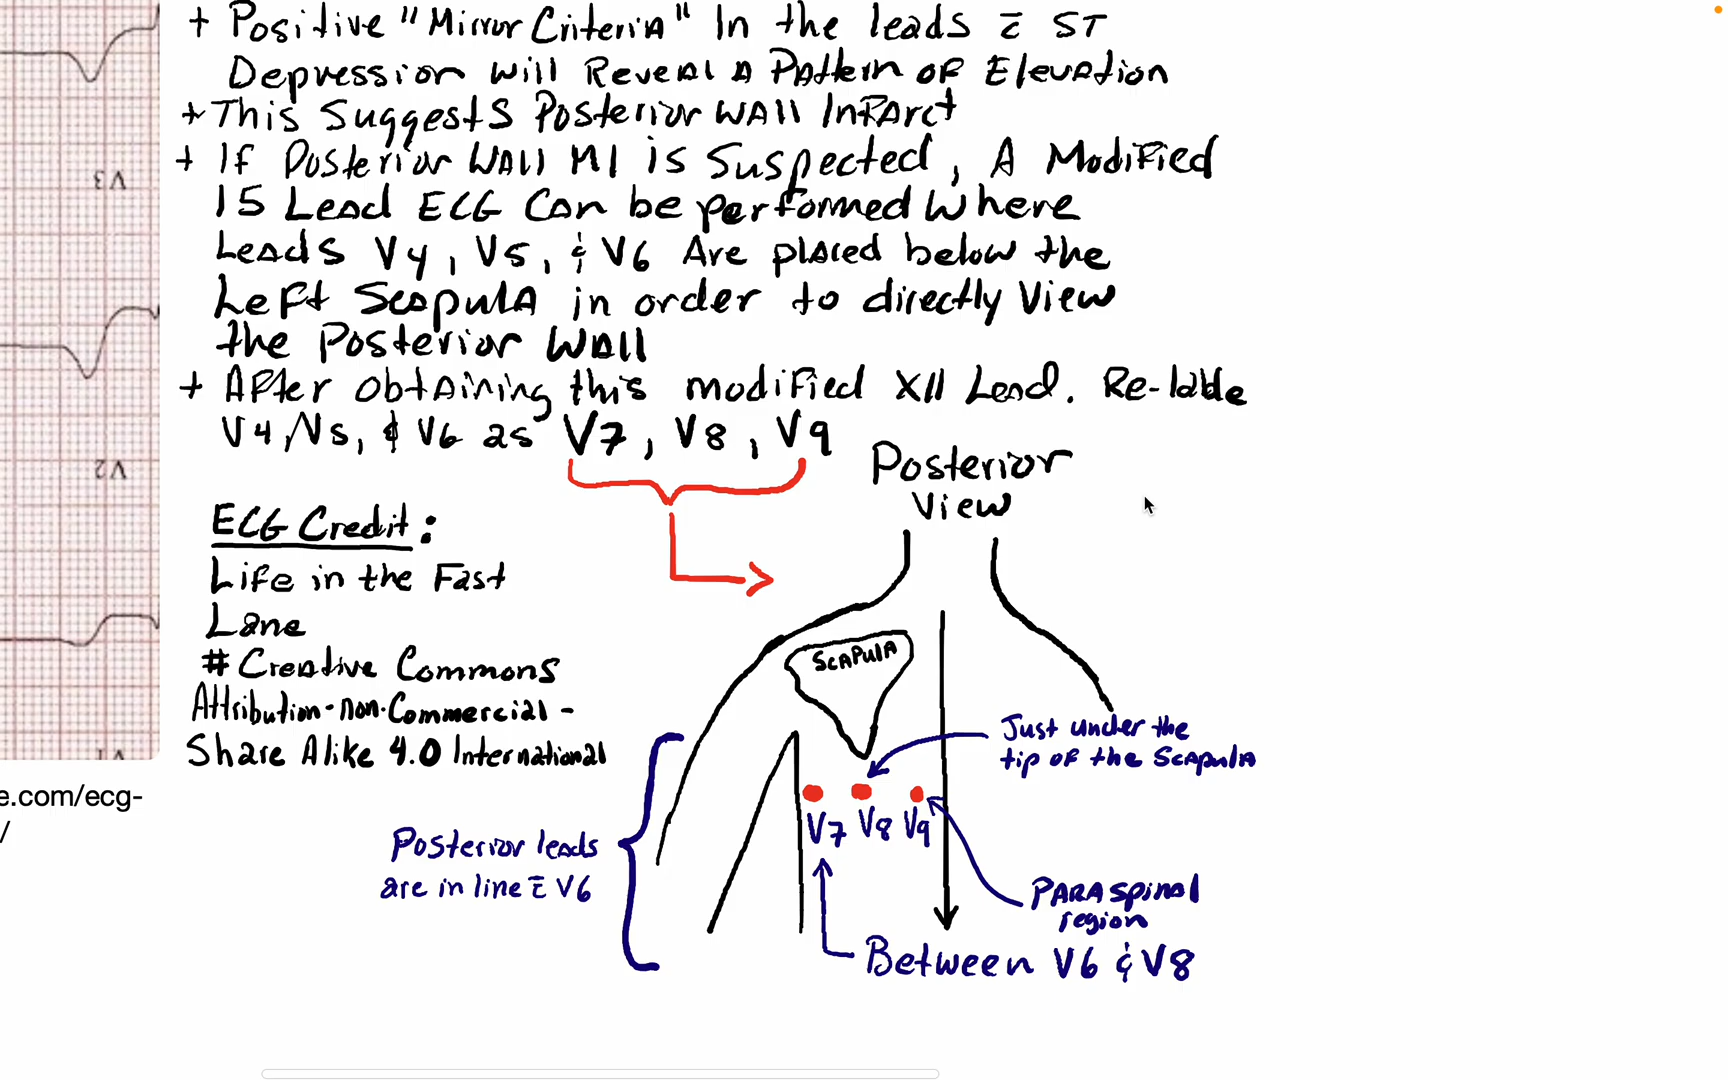 + Positive "Mirror Criteria" In the leads c̄ ST
Depression will Reveal a Pattern of Elevation
+ This Suggests Posterior Wall Infarct
+ If Posterior Wall MI is Suspected, A Modified
15 Lead ECG Can be performed Where
Leads V4, V5, & V6 Are placed below the
Left Scapula in order to directly View
the Posterior Wall
+ After obtaining this modified XII Lead. Re-lable
V4, V5, & V6 as V7, V8, V9
Posterior
View
ECG Credit:
Life in the Fast
Lane
# Creative Commons
Attribution-non-Commercial-
Share Alike 4.0 International
Scapula
Just under the
tip of the Scapula
V7 V8 V9
Posterior leads
are in line c̄ V6
Paraspinal
region
Between V6 & V8
V3
V2
V1
e.com/ecg-
/